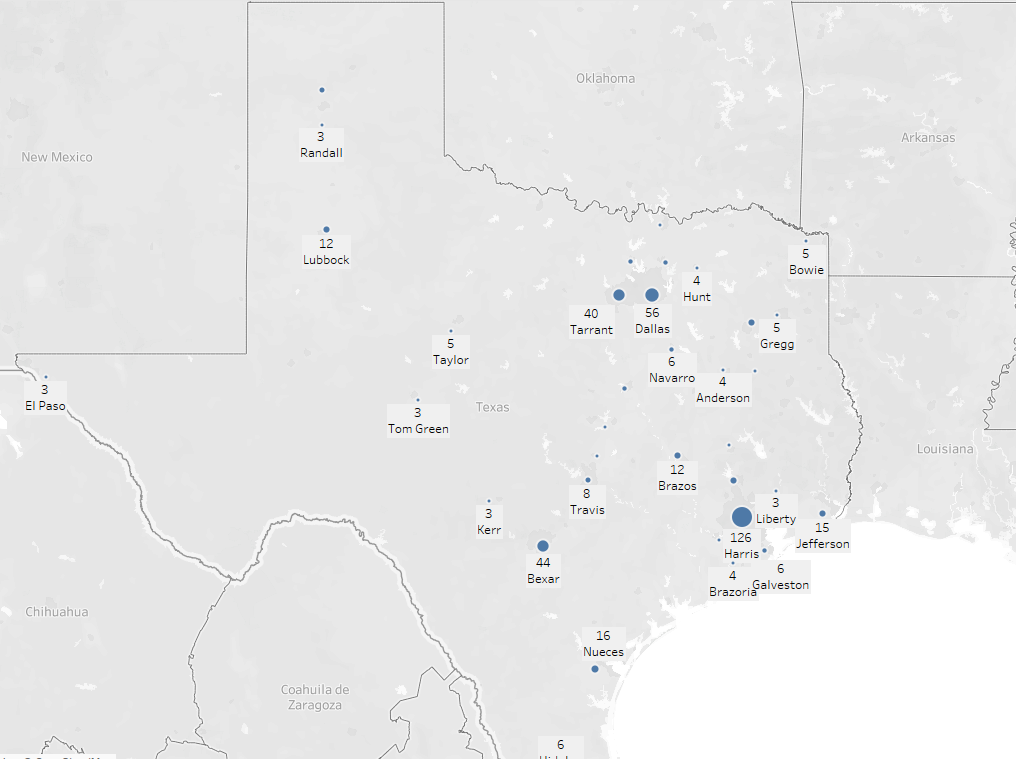 Oklahoma
Arkansas
New Mexico
3
Randall
12
Lubbock
5
Bowie
4
Hunt
40
Tarrant
56
Dallas
5
Gregg
5
Taylor
6
Navarro
4
Anderson
3
El Paso
3
Tom Green
Texas
Louisiana
12
Brazos
8
Travis
3
Kerr
3
Liberty
126
Harris
15
Jefferson
44
Bexar
4
Brazoria
6
Galveston
Chihuahua
16
Nueces
Coahuila de
Zaragoza
6